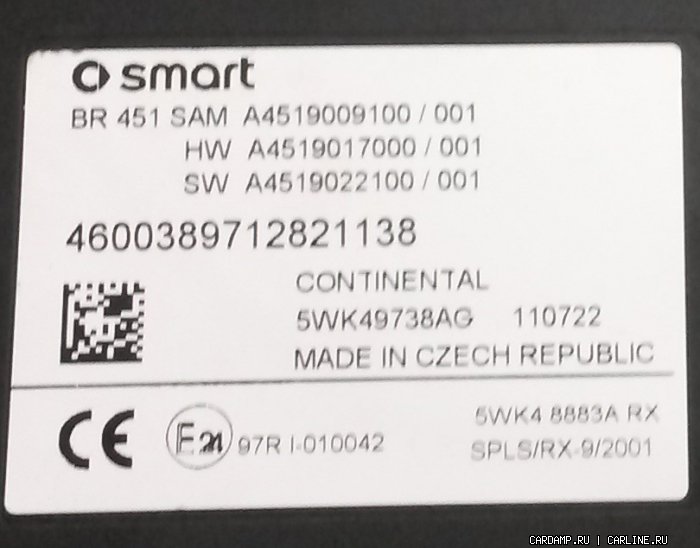 smart
BR 451 SAM A4519009100 / 001
HW A4519017000 / 001
SW A4519022100 / 001
4600389712821138
CONTINENTAL
5WK49738AG 110722
MADE IN CZECH REPUBLIC
CE E21 97R I-010042
5WK4 8883A RX
SPLS/RX-9/2001
CARDAMP.RU | CARLINE.RU